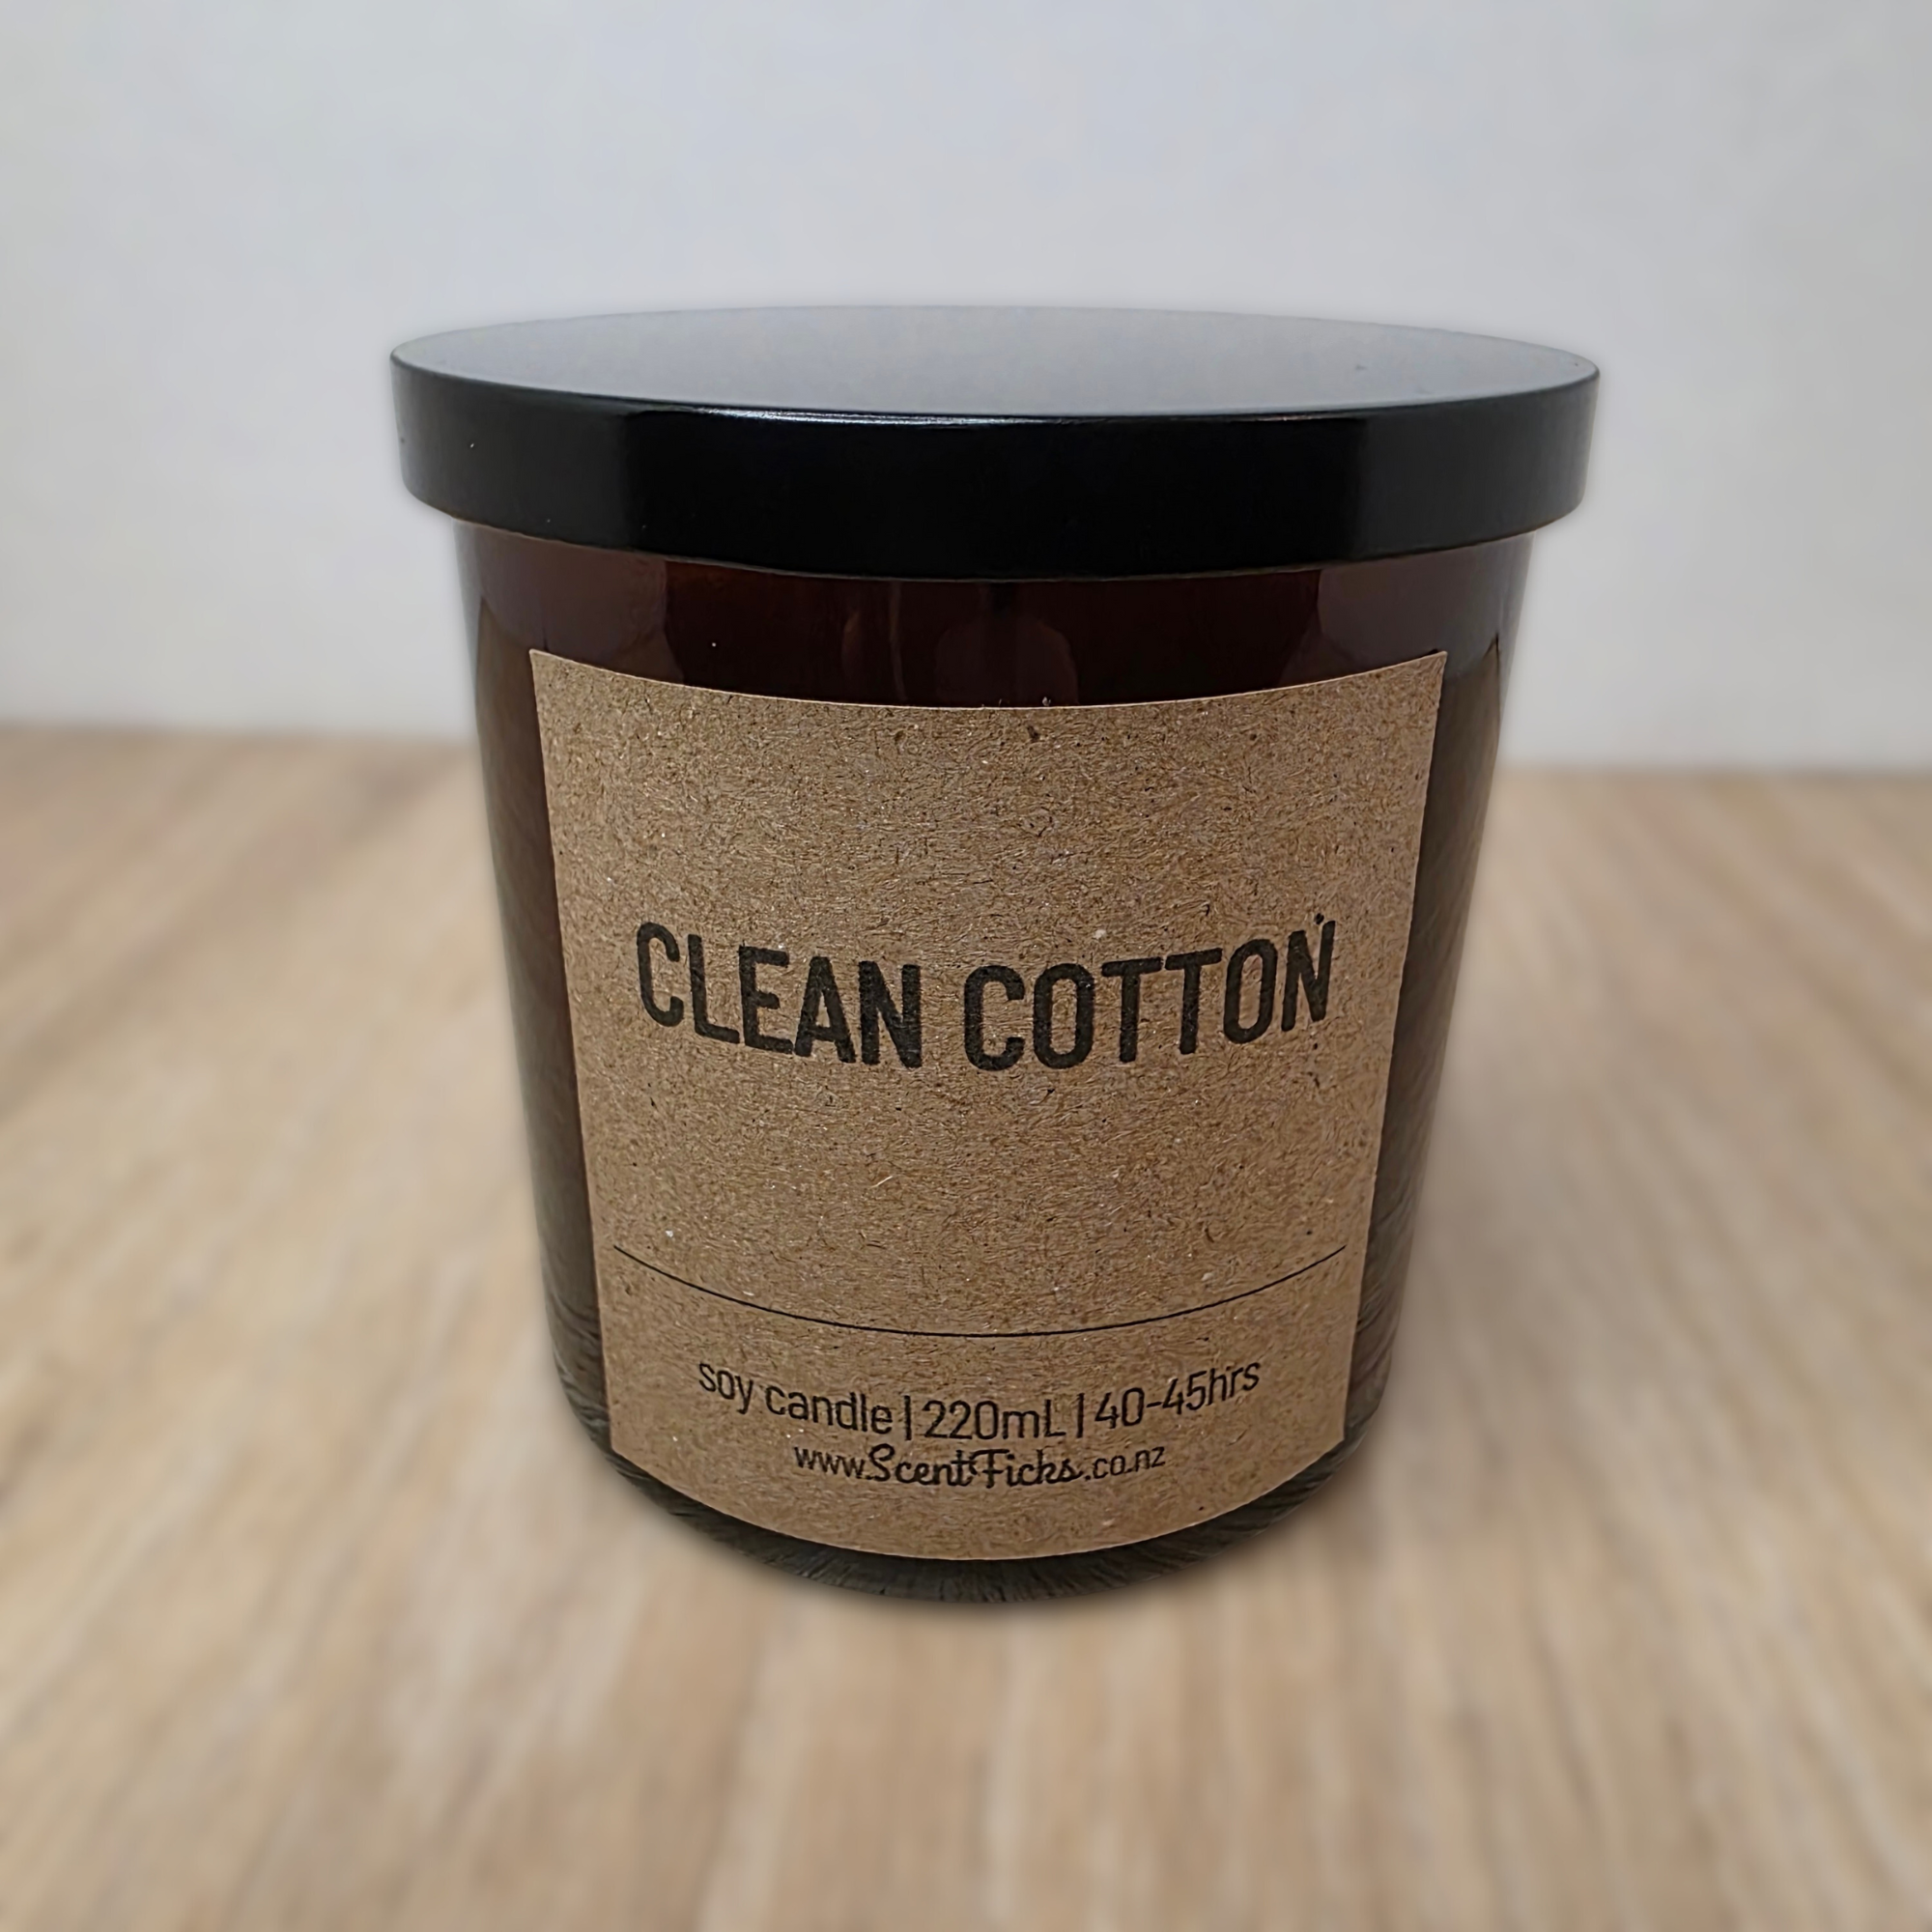 CLEAN COTTON
soy candle | 220mL | 40-45hrs
www.ScentFicks.co.nz